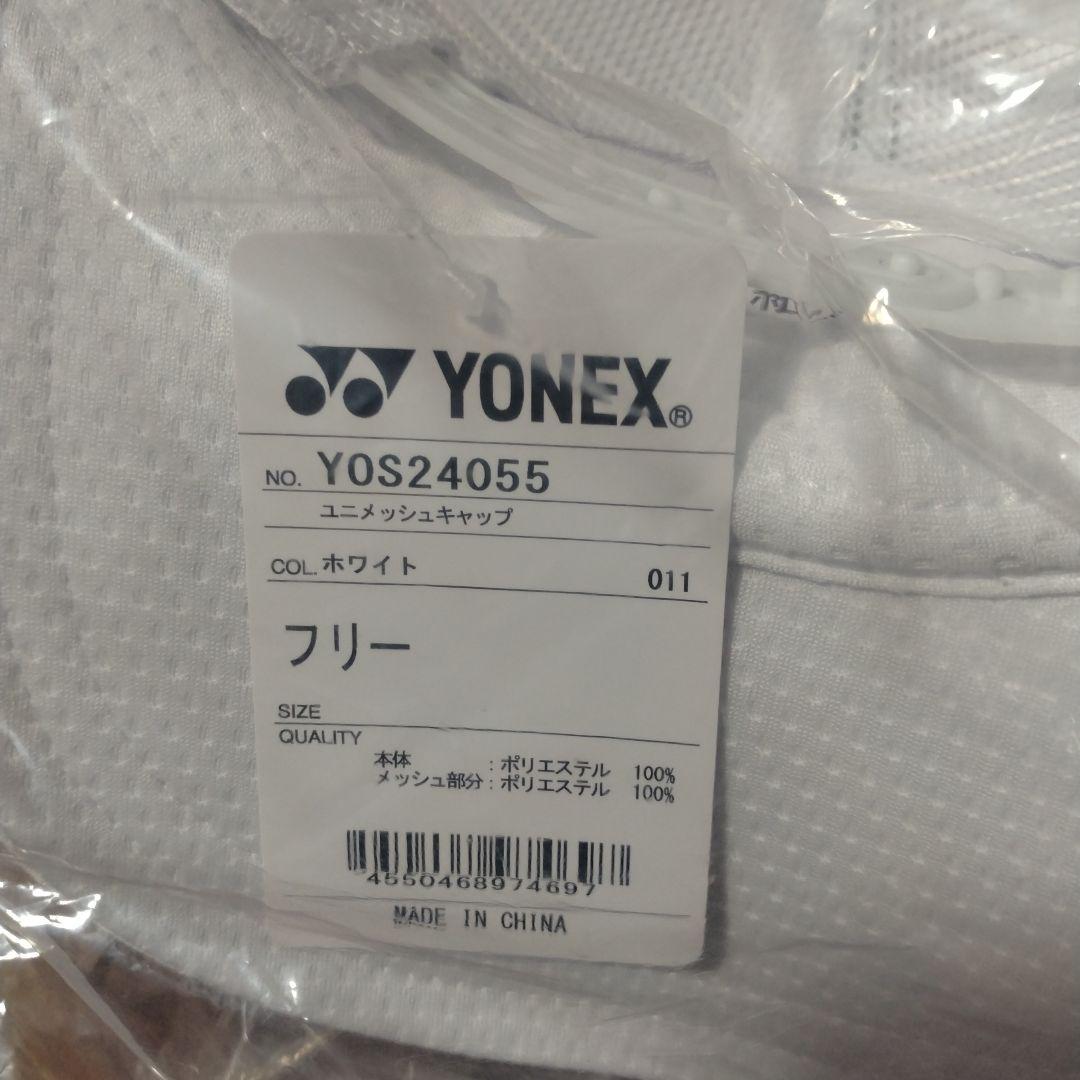 YONEX®
NO. YOS24055
ユニメッシュキャップ
COL. ホワイト 011
フリー
SIZE
QUALITY
本体 : ポリエステル 100%
メッシュ部分 : ポリエステル 100%
4550468974697
MADE IN CHINA